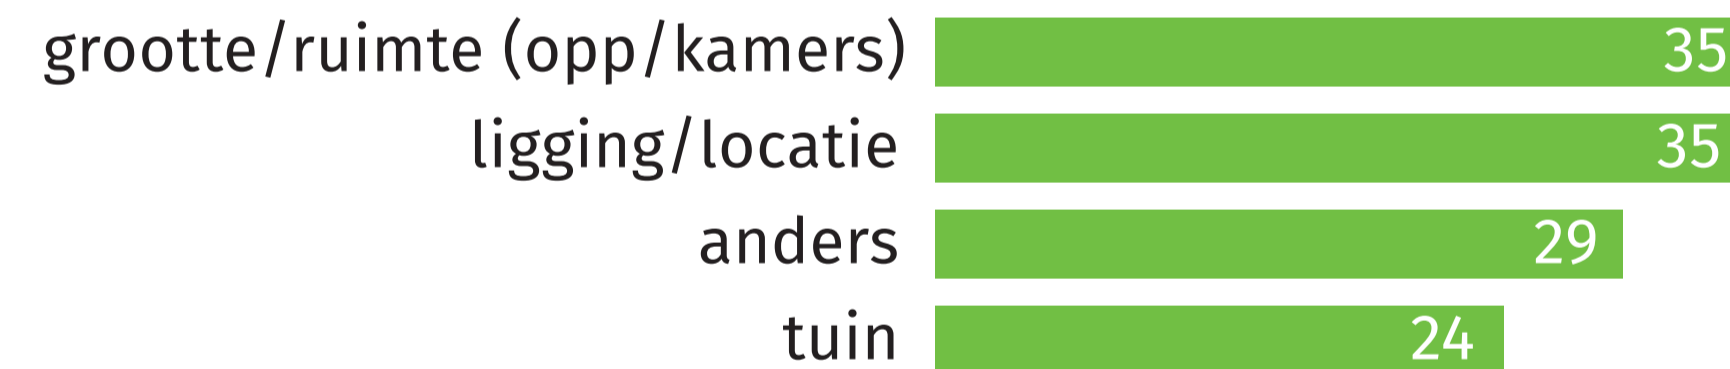 grootte/ruimte (opp/kamers) 35
ligging/locatie 35
anders 29
tuin 24